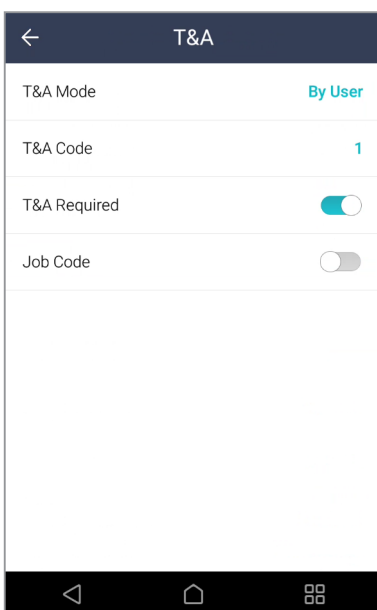 T&A
T&A Mode By User
T&A Code 1
T&A Required
Job Code